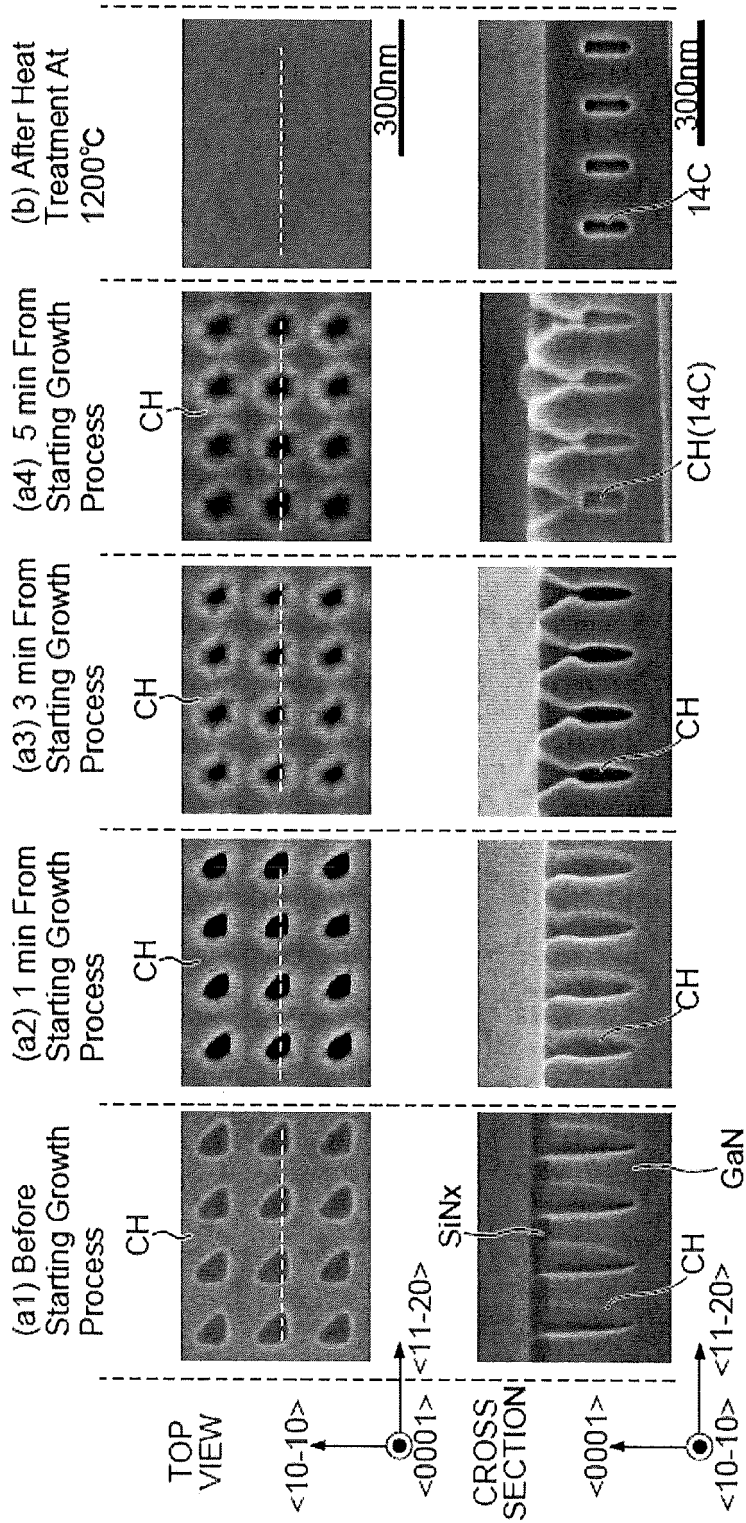 (a1) Before
Starting Growth
Process
(a2) 1 min From
Starting Growth
Process
(a3) 3 min From
Starting Growth
Process
(a4) 5 min From
Starting Growth
Process
(b) After Heat
Treatment At
1200°C
TOP
VIEW
<10-10>
<0001>
<11-20>
CH
CH
CH
CH
300nm
CROSS
SECTION
<0001>
<10-10>
<11-20>
SiNx
CH
GaN
CH
CH
CH(14C)
14C
300nm